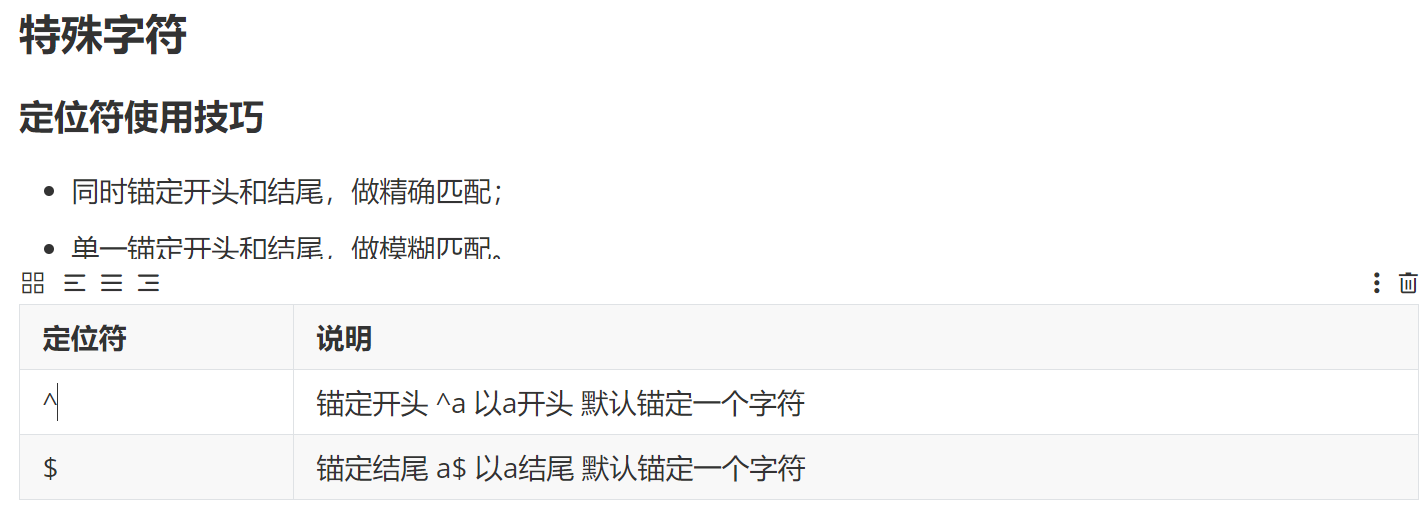 特殊字符
定位符使用技巧
同时锚定开头和结尾，做精确匹配；
单一锚定开头和结尾，做模糊匹配。
定位符 说明
^ 锚定开头 ^a 以a开头 默认锚定一个字符
$ 锚定结尾 a$ 以a结尾 默认锚定一个字符